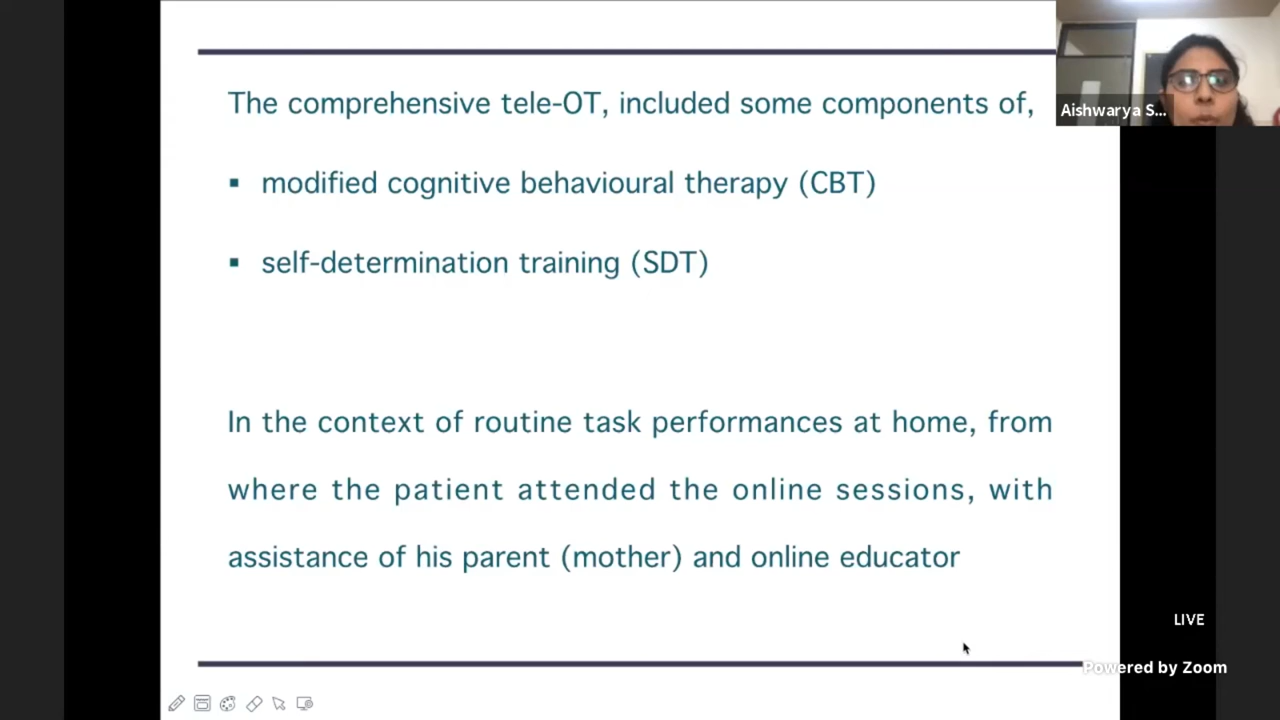 The comprehensive tele-OT, included some components of,
▪ modified cognitive behavioural therapy (CBT)
▪ self-determination training (SDT)
In the context of routine task performances at home, from
where the patient attended the online sessions, with
assistance of his parent (mother) and online educator
Aishwarya S...
LIVE
Powered by Zoom